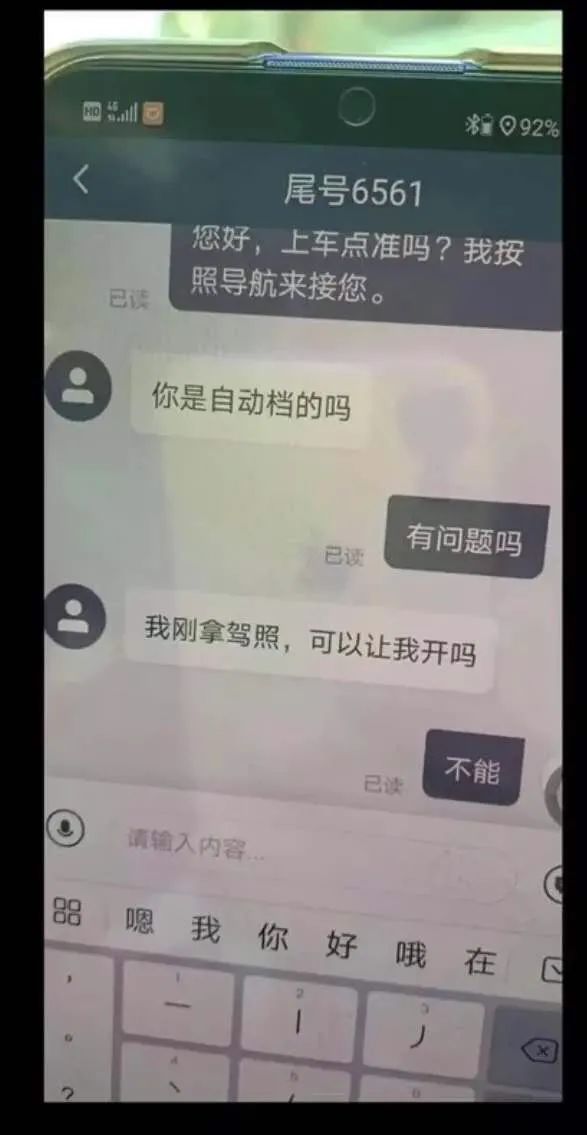 HD 4G 92%
尾号6561
您好，上车点准吗？我按
照导航来接您。
已读
你是自动档的吗
有问题吗
已读
我刚拿驾照，可以让我开吗
不能
已读
请输入内容...
嗯 我 你 好 哦 在
， 1 2 3
一 丨 丿
。 4 5 6
丶
?